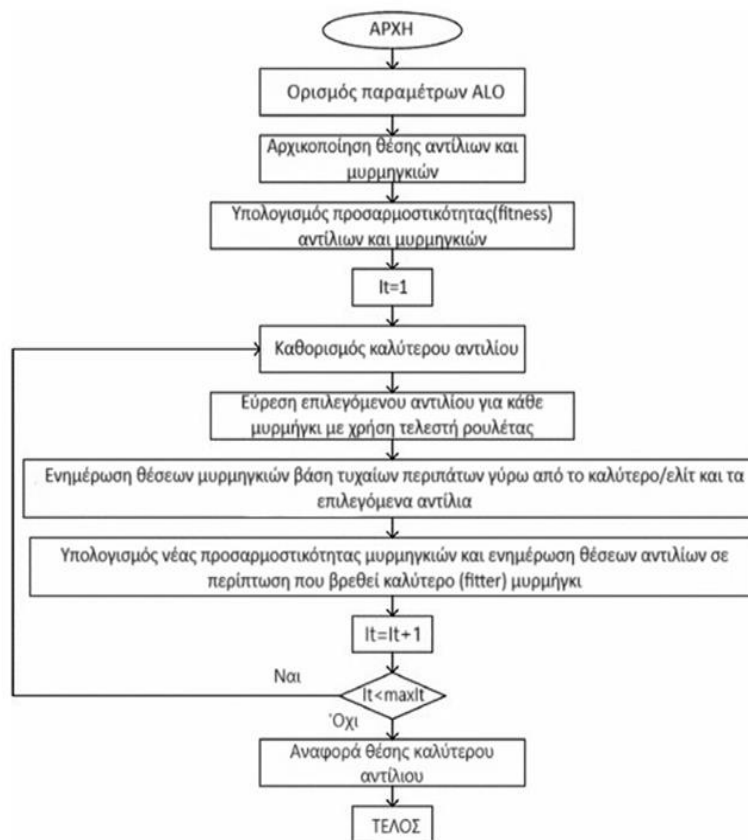 ΑΡΧΗ
Ορισμός παραμέτρων ALO
Αρχικοποίηση θέσης αντίλιων και
μυρμηγκιών
Υπολογισμός προσαρμοστικότητας(fitness)
αντίλιων και μυρμηγκιών
It=1
Καθορισμός καλύτερου αντιλίου
Εύρεση επιλεγόμενου αντιλίου για κάθε
μυρμήγκι με χρήση τελεστή ρουλέτας
Ενημέρωση θέσεων μυρμηγκιών βάση τυχαίων περιπάτων γύρω από το καλύτερο/ελίτ και τα
επιλεγόμενα αντίλια
Υπολογισμός νέας προσαρμοστικότητας μυρμηγκιών και ενημέρωση θέσεων αντιλίων σε
περίπτωση που βρεθεί καλύτερο (fitter) μυρμήγκι
It=It+1
Ναι
It<maxIt
Όχι
Αναφορά θέσης καλύτερου
αντίλιου
ΤΕΛΟΣ